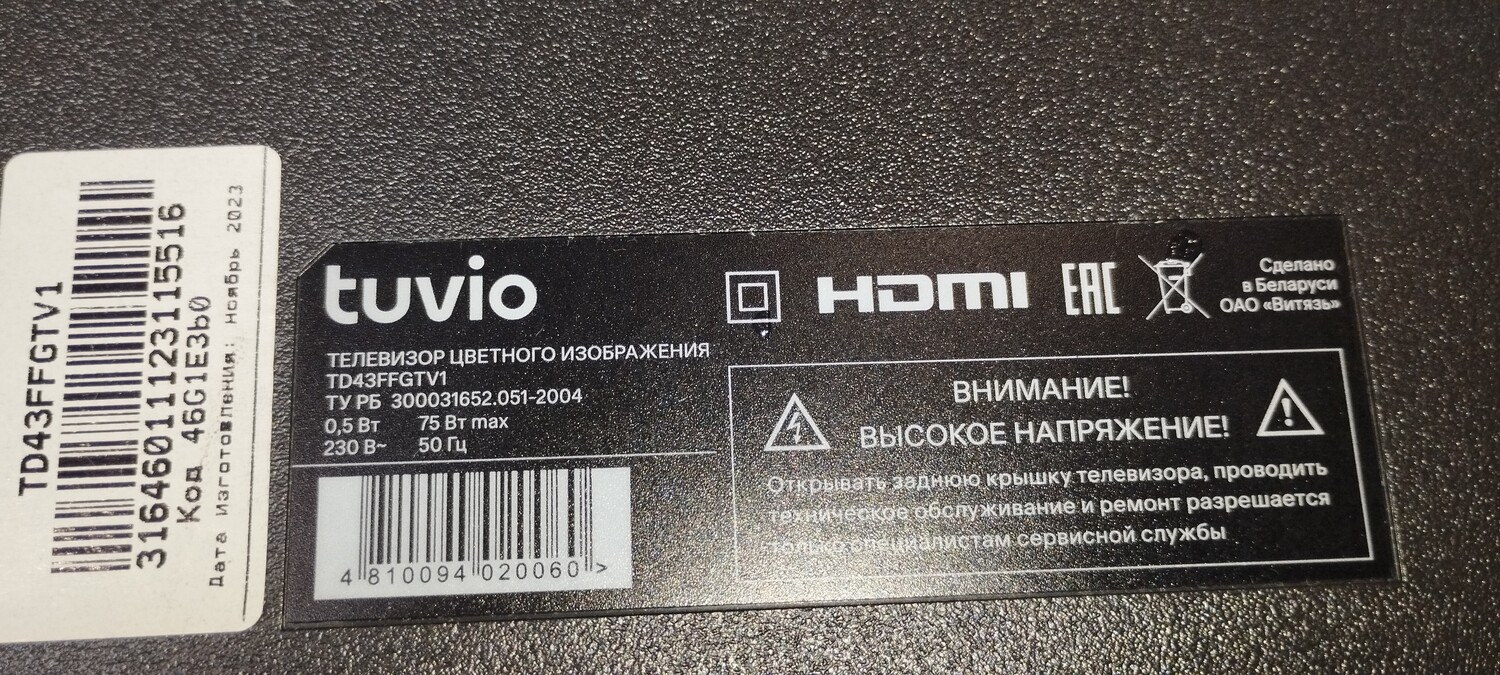 TD43FFGTV1
31646011123115516
Код 46G1E3b0
Дата изготовления: Ноябрь 2023
tuvio
ТЕЛЕВИЗОР ЦВЕТНОГО ИЗОБРАЖЕНИЯ
TD43FFGTV1
ТУ РБ 300031652.051-2004
0,5 Вт 75 Вт max
230 В~ 50 Гц
4 810094 020060 >
HDMI
EAC
Сделано
в Беларуси
ОАО «Витязь»
ВНИМАНИЕ!
ВЫСОКОЕ НАПРЯЖЕНИЕ!
Открывать заднюю крышку телевизора, проводить
техническое обслуживание и ремонт разрешается
только специалистам сервисной службы